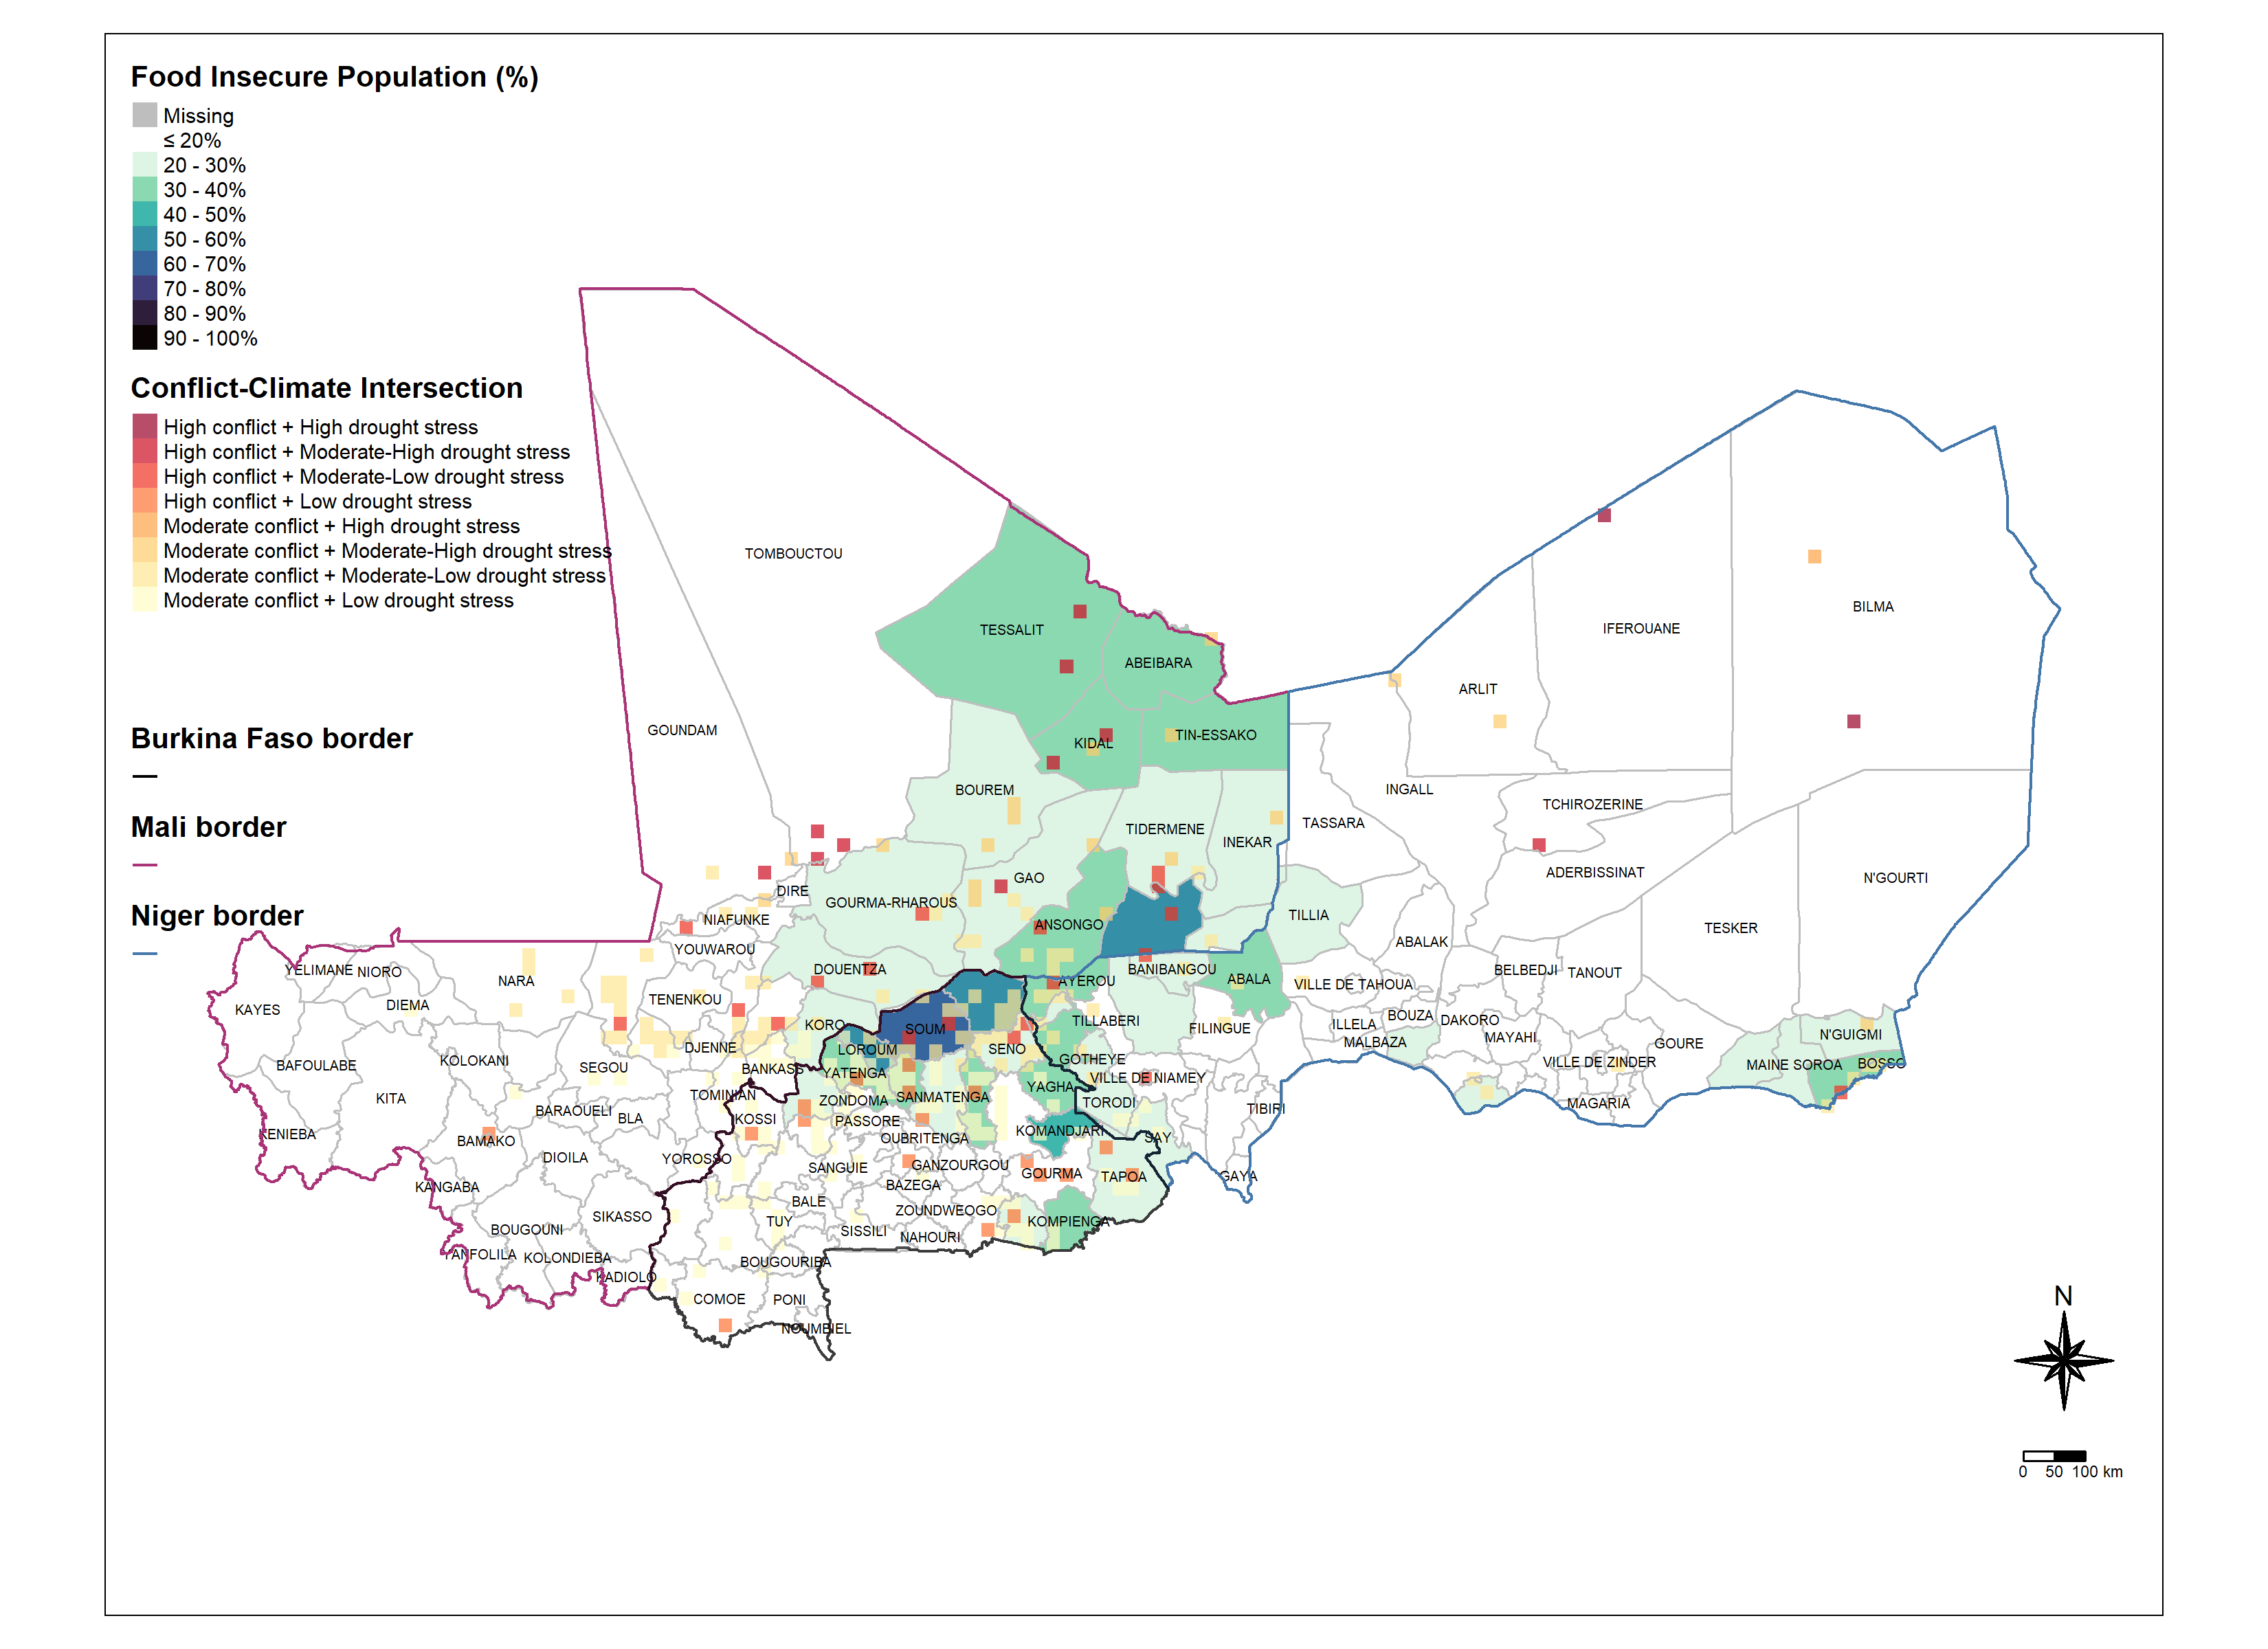 Food Insecure Population (%)
Missing
≤ 20%
20 - 30%
30 - 40%
40 - 50%
50 - 60%
60 - 70%
70 - 80%
80 - 90%
90 - 100%
Conflict-Climate Intersection
High conflict + High drought stress
High conflict + Moderate-High drought stress
High conflict + Moderate-Low drought stress
High conflict + Low drought stress
Moderate conflict + High drought stress
Moderate conflict + Moderate-High drought stress
Moderate conflict + Moderate-Low drought stress
Moderate conflict + Low drought stress
Burkina Faso border
Mali border
Niger border
TOMBOUCTOU
TESSALIT
ABEIBARA
IFEROUANE
BILMA
ARLIT
GOUNDAM
KIDAL
TIN-ESSAKO
BOUREM
INGALL
TCHIROZERINE
TIDERMENE
INEKAR
TASSARA
ADERBISSINAT
N'GOURTI
GAO
DIRE
GOURMA-RHAROUS
NIAFUNKE
ANSONGO
TILLIA
TESKER
YOUWAROU
ABALAK
YELIMANE
NIORO
NARA
DOUENTZA
AYEROU
BANIBANGOU
ABALA
VILLE DE TAHOUA
BELBEDJI
TANOUT
KAYES
DIEMA
TENENKOU
KORO
SOUM
TILLABERI
FILINGUE
ILLELA
BOUZA
DAKORO
MALBAZA
MAYAHI
GOURE
N'GUIGMI
BAFOULABE
KOLOKANI
SEGOU
DJENNE
BANKASS
LOROUM
SENO
GOTHEYE
VILLE DE ZINDER
MAINE SOROA
BOSSO
KITA
YATENGA
VILLE DE NIAMEY
YAGHA
TOMINIAN
BARAOUELI
BLA
KOSSI
ZONDOMA
SANMATENGA
PASSORE
TORODI
TIBIRI
MAGARIA
KENIEBA
BAMAKO
OUBRITENGA
KOMANDJARI
SAY
DIOILA
YOROSSO
SANGUIE
GANZOURGOU
GOURMA
TAPOA
GAYA
KANGABA
BAZEGA
BALE
SIKASSO
ZOUNDWEOGO
KOMPIENGA
BOUGOUNI
TUY
SISSILI
NAHOURI
YANFOLILA
KOLONDIEBA
BOUGOURIBA
KADIOLO
COMOE
PONI
NOUMBIEL
N
0 50 100 km